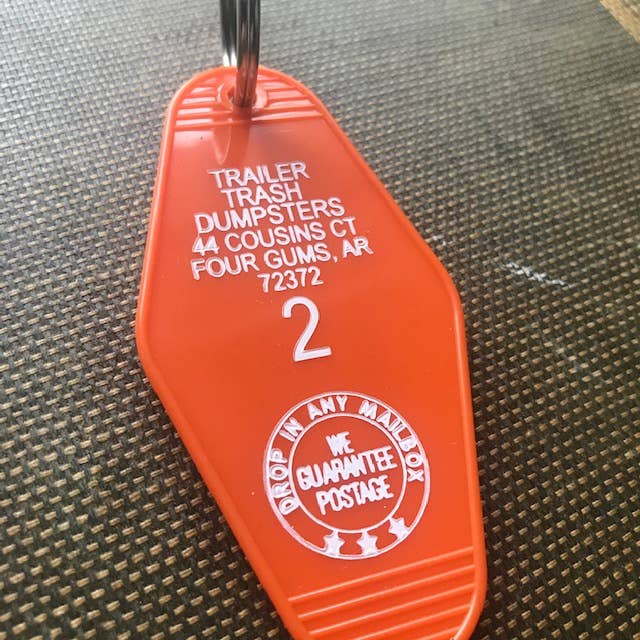 TRAILER
TRASH
DUMPSTERS
44 COUSINS CT
FOUR GUMS, AR
72372
2
DROP IN ANY MAILBOX
WE
GUARANTEE
POSTAGE